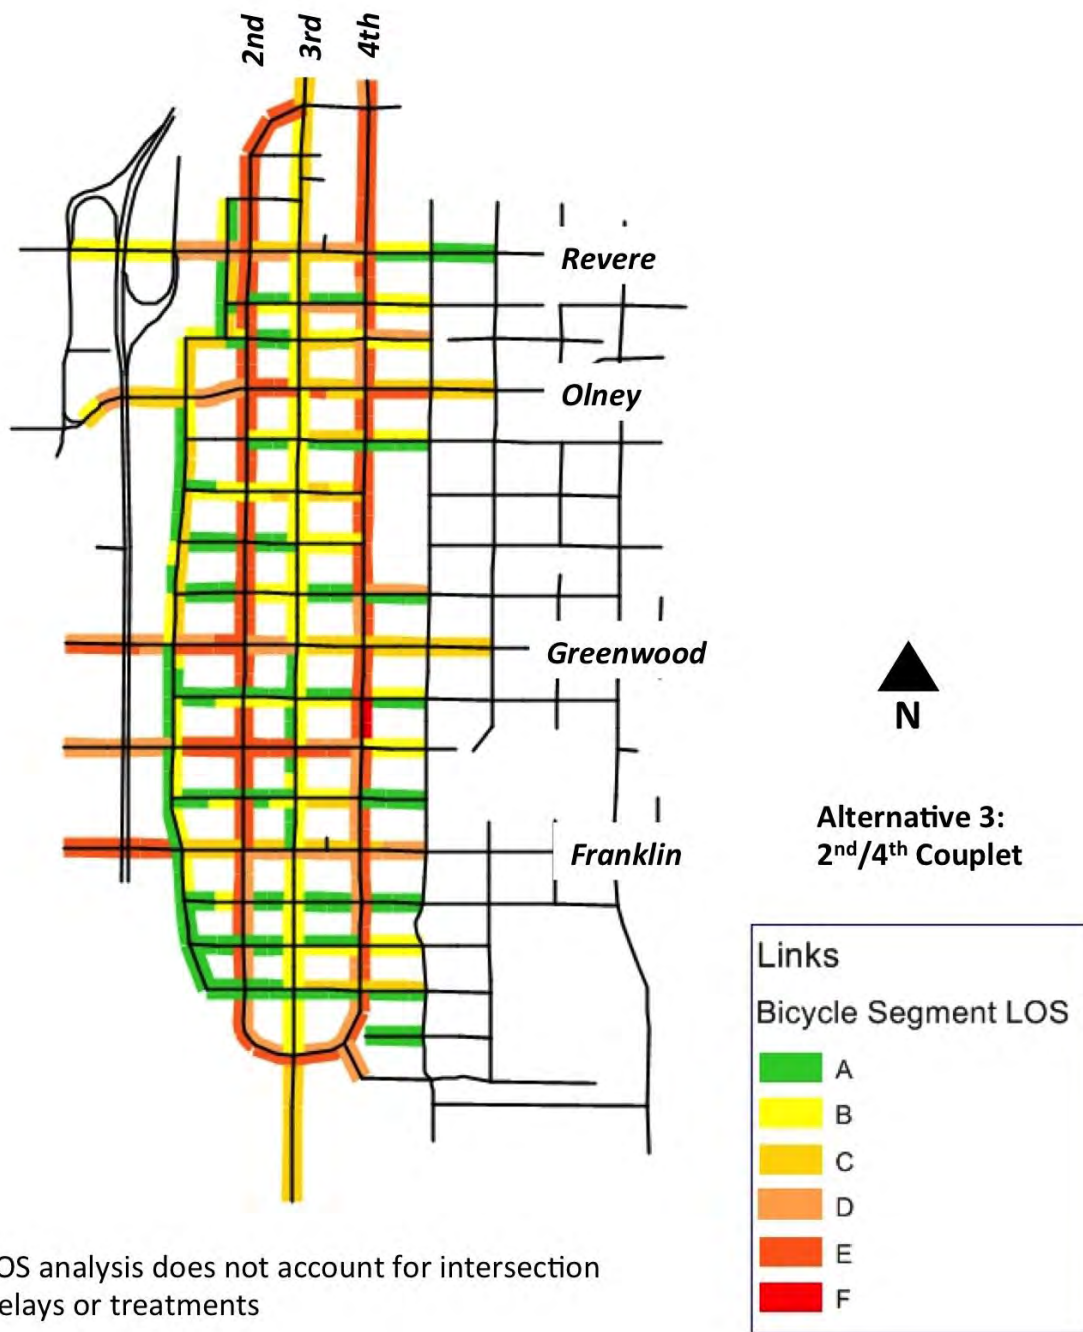 2nd
3rd
4th
Revere
Olney
Greenwood
N
Alternative 3:
2nd/4th Couplet
Franklin
Links
Bicycle Segment LOS
A
B
C
D
E
F
OS analysis does not account for intersection
elays or treatments